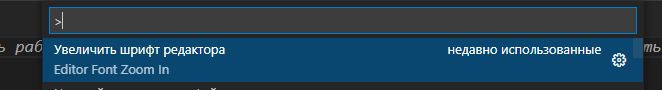 >
Увеличить шрифт редактора недавно использованные
Editor Font Zoom In